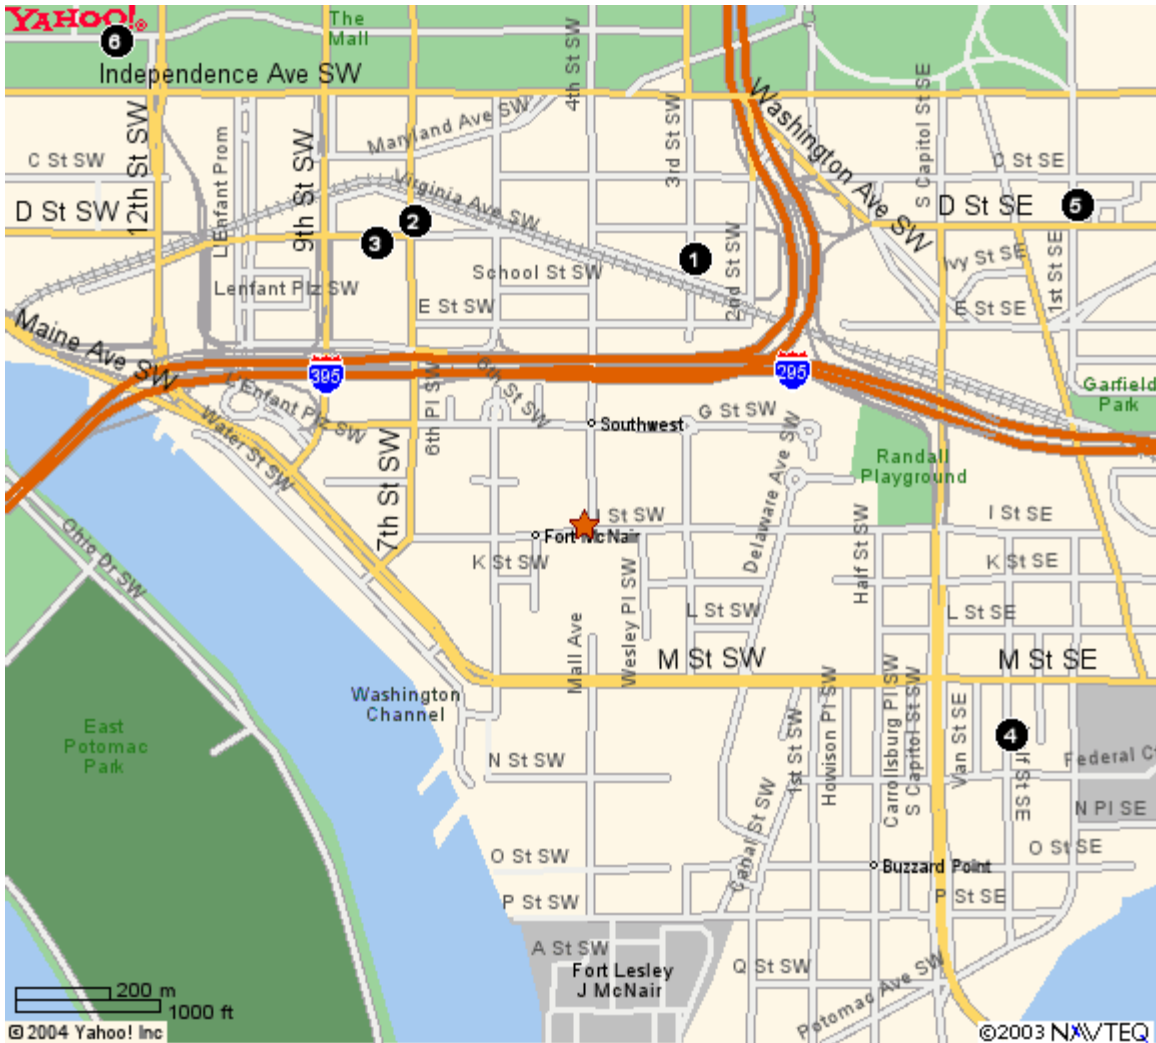 YAHOO!®
6
The
Mall
Independence Ave SW
4th St SW
12th St SW
L Enfant Prom
9th St SW
Maryland Ave SW
3rd St SW
Washington Ave SW
S Capitol St SE
C St SW
C St SE
Virginia Ave SW
D St SW
D St SE
5
2
3
1
2nd St SW
Ivy St SE
1st St SE
School St SW
Lenfant Plz SW
E St SW
E St SE
Maine Ave SW
395
295
6th St SW
L'Enfant Plz SW
Garfield
Park
Water St SW
6th Pl SW
Southwest
G St SW
7th St SW
Delaware Ave SW
Randall
Playground
I St SW
I St SE
Fort McNair
Ohio Dr SW
K St SW
K St SE
Half St SW
Wesley Pl SW
L St SW
L St SE
Mall Ave
M St SW
M St SE
Washington
Channel
East
Potomac
Park
1st St SW
Howison Pl SW
Carrollsburg Pl SW
S Capitol St SW
Van St SE
4
lf St SE
N St SW
Federal C
N Pl SE
Canal St SW
O St SW
O St SE
Buzzard Point
P St SW
P St SE
A St SW
Fort Lesley
J McNair
Q St SW
Potomac Ave SW
200 m
1000 ft
©2004 Yahoo! Inc
©2003 NAVTEQ